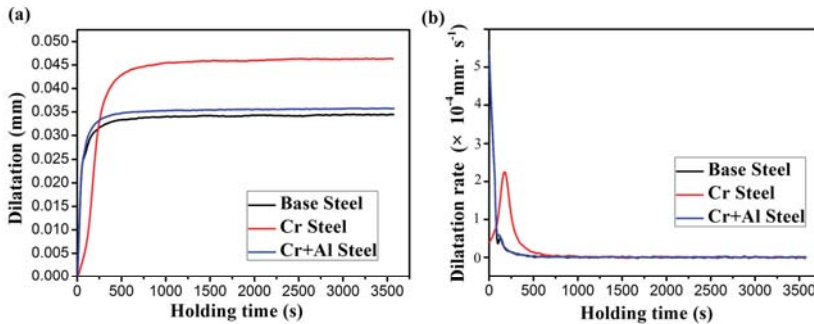 (a)
0.050
0.045
0.040
0.035
0.030
0.025
0.020
0.015
0.010
0.005
0.000
Dilatation (mm)
Base Steel
Cr Steel
Cr+Al Steel
0 500 1000 1500 2000 2500 3000 3500
Holding time (s)
(b)
5
4
3
2
1
0
Dilatation rate (× 10⁻⁴mm· s⁻¹)
Base Steel
Cr Steel
Cr+Al Steel
0 500 1000 1500 2000 2500 3000 3500
Holding time (s)